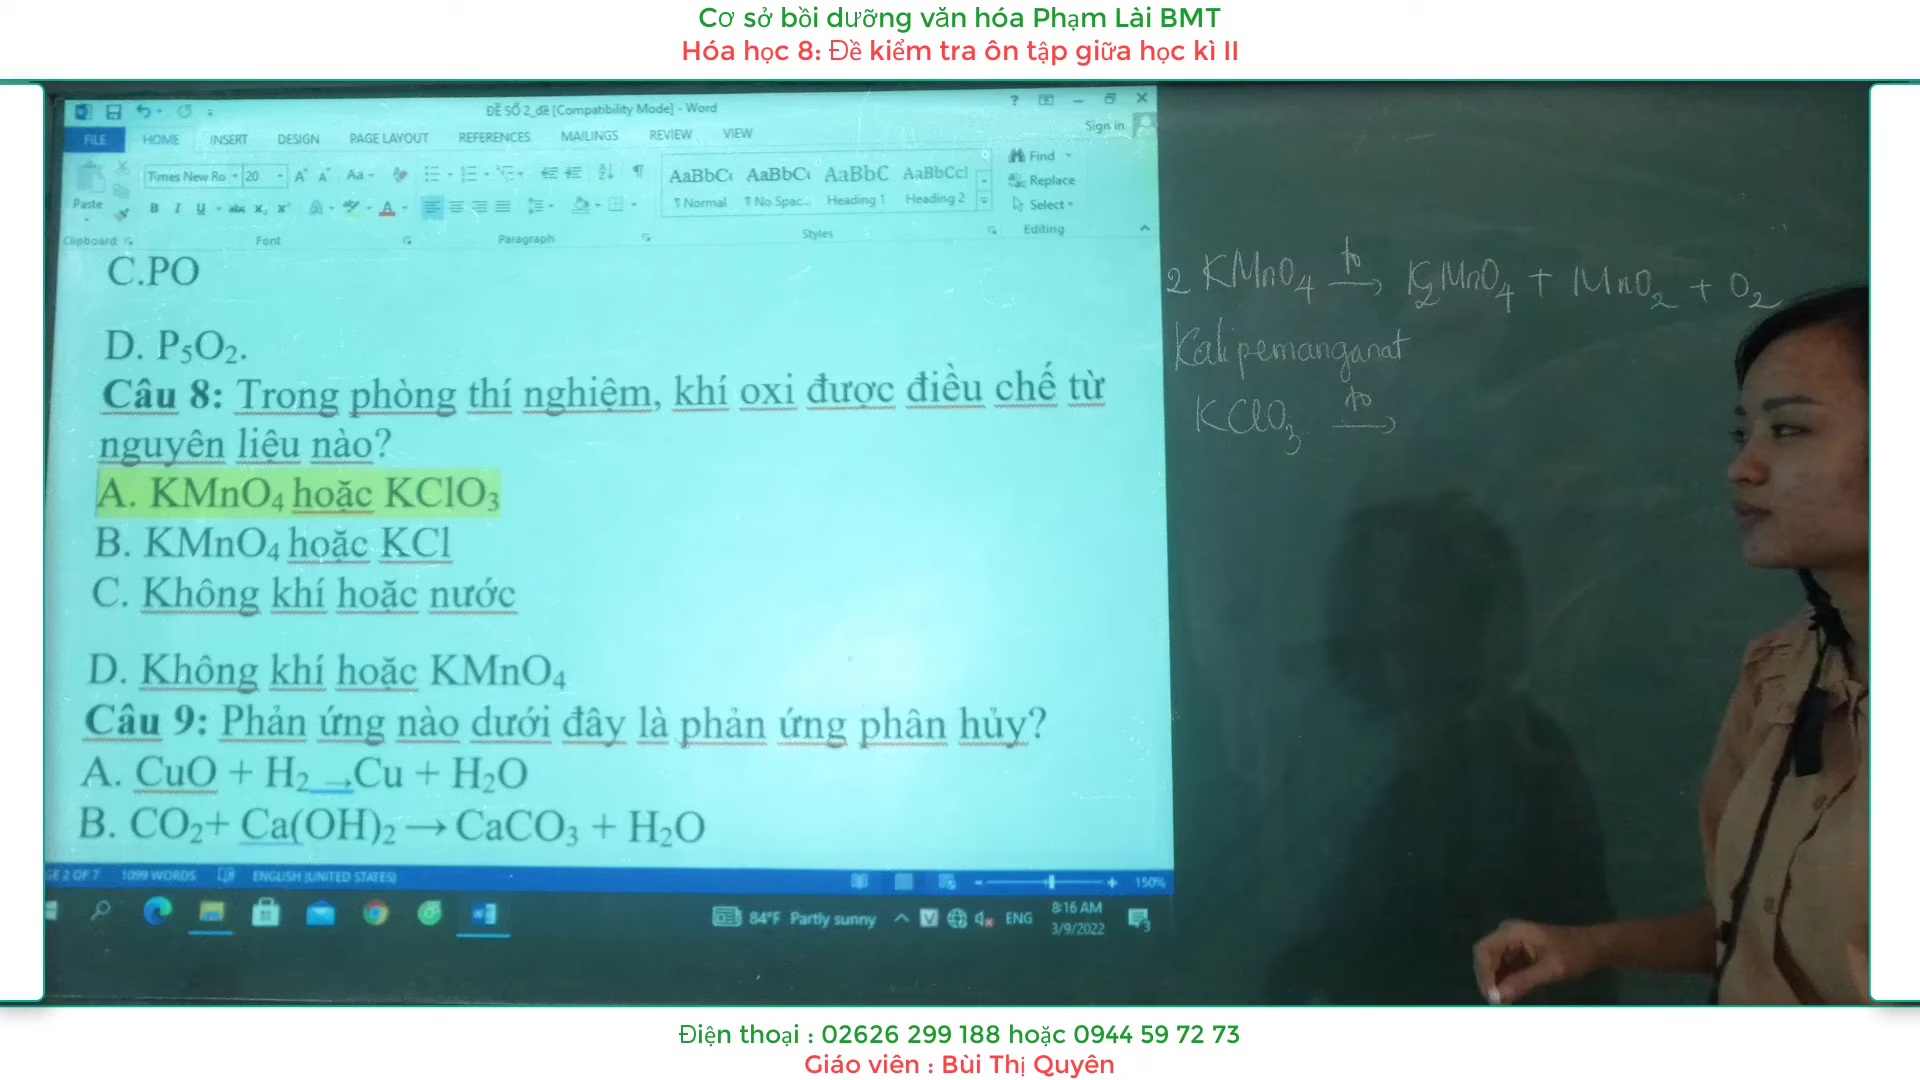 Cơ sở bồi dưỡng văn hóa Phạm Lài BMT
Hóa học 8: Đề kiểm tra ôn tập giữa học kì II
ĐỀ SỐ 2_đề [Compatibility Mode] - Word
Sign in
FILE HOME INSERT DESIGN PAGE LAYOUT REFERENCES MAILINGS REVIEW VIEW
Paste
Times New Ro 20
AaBbCc AaBbCc AaBbC AaBbCcI
¶ Normal ¶ No Spac... Heading 1 Heading 2
Find
Replace
Select
Clipboard Font Paragraph Styles Editing
C.PO
D. P₅O₂.
Câu 8: Trong phòng thí nghiệm, khí oxi được điều chế từ
nguyên liệu nào?
A. KMnO₄ hoặc KClO₃
B. KMnO₄ hoặc KCl
C. Không khí hoặc nước
D. Không khí hoặc KMnO₄
Câu 9: Phản ứng nào dưới đây là phản ứng phân hủy?
A. CuO + H₂ → Cu + H₂O
B. CO₂+ Ca(OH)₂ → CaCO₃ + H₂O
GE 2 OF 7 1099 WORDS ENGLISH (UNITED STATES) 150%
84°F Partly sunny ENG 8:16 AM
3/9/2022
3
2 KMnO₄ →(t⁰) K₂MnO₄ + MnO₂ + O₂
Kali pemanganat
KClO₃ →(t⁰)
Điện thoại : 02626 299 188 hoặc 0944 59 72 73
Giáo viên : Bùi Thị Quyên